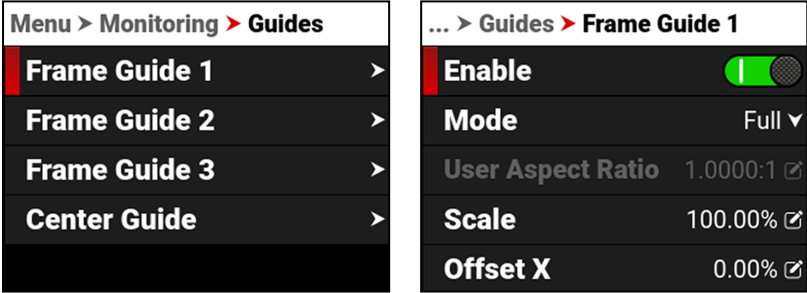 Menu > Monitoring > Guides
Frame Guide 1
Frame Guide 2
Frame Guide 3
Center Guide
... > Guides > Frame Guide 1
Enable
Mode Full
User Aspect Ratio 1.0000:1
Scale 100.00%
Offset X 0.00%